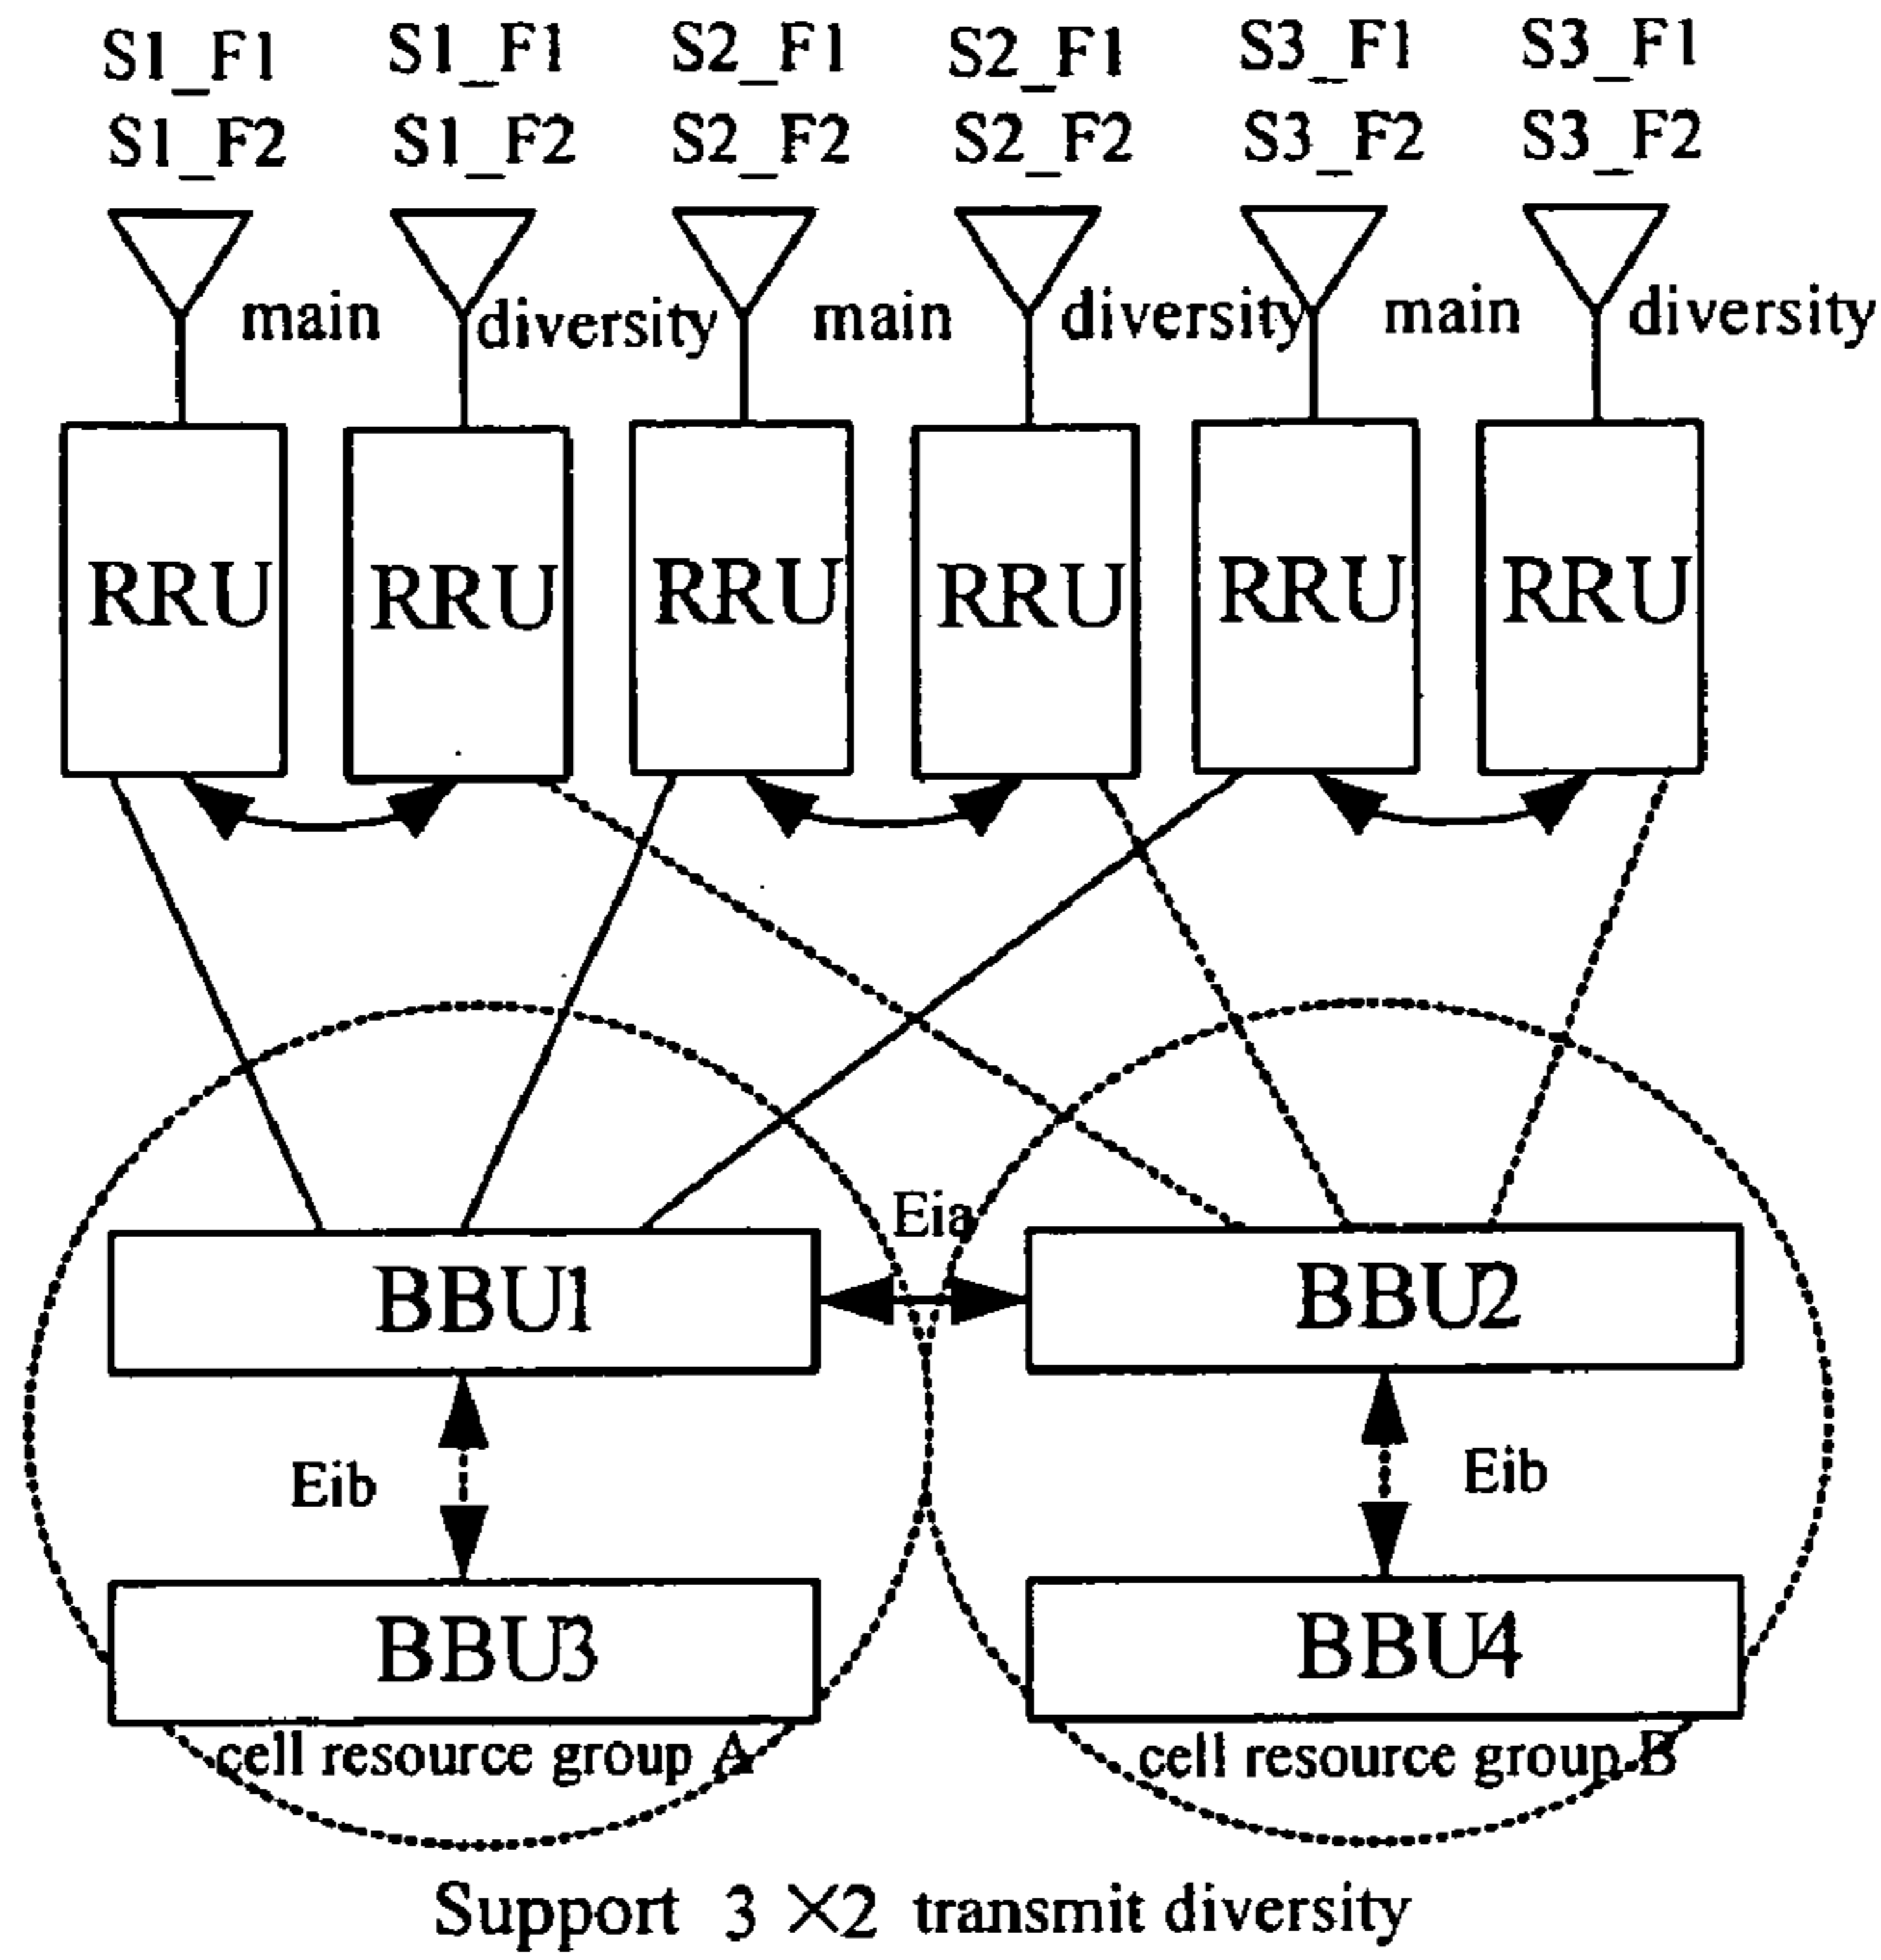 S1_F1 S1_F1 S2_F1 S2_F1 S3_F1 S3_F1
S1_F2 S1_F2 S2_F2 S2_F2 S3_F2 S3_F2
main diversity main diversity main diversity
RRU RRU RRU RRU RRU RRU
Eia
BBU1 BBU2
Eib Eib
BBU3 BBU4
cell resource group A cell resource group B
Support 3 ×2 transmit diversity